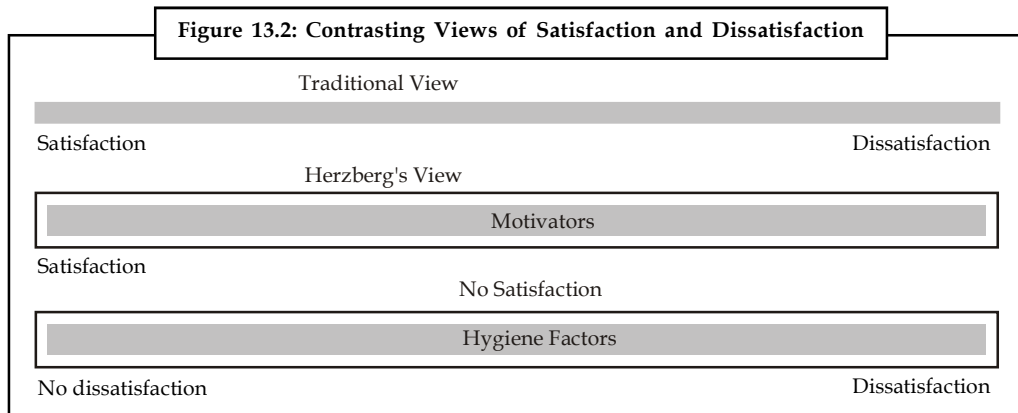 Figure 13.2: Contrasting Views of Satisfaction and Dissatisfaction
Traditional View
Satisfaction Dissatisfaction
Herzberg's View
Motivators
Satisfaction
No Satisfaction
Hygiene Factors
No dissatisfaction Dissatisfaction